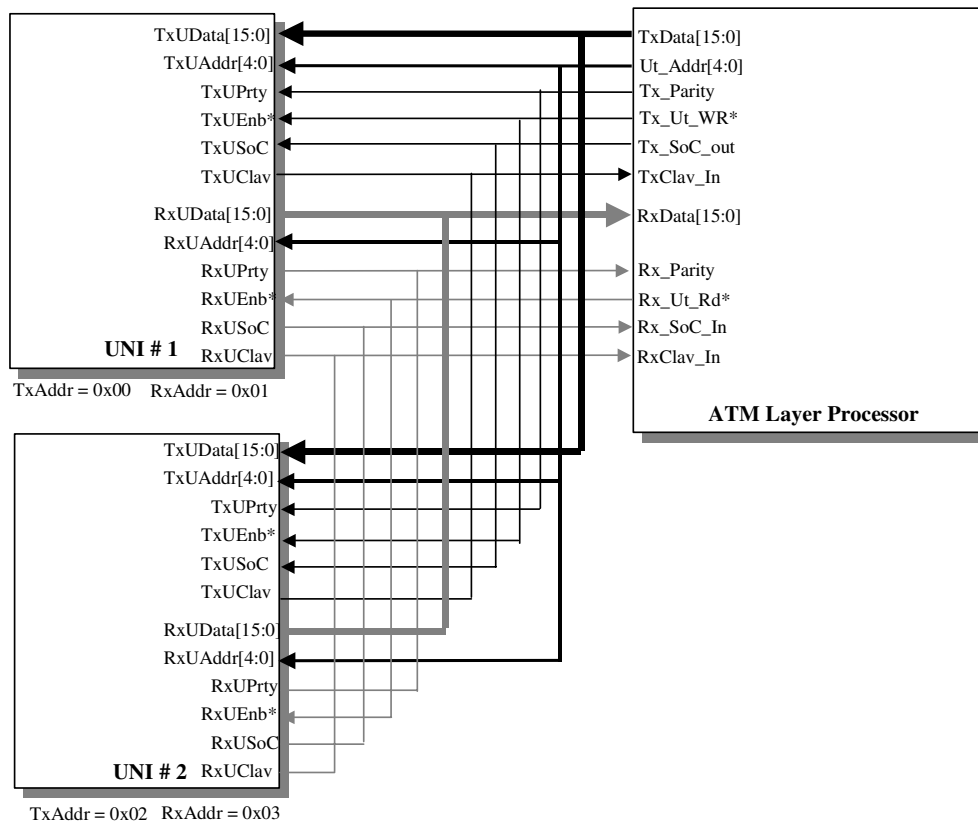 TxUData[15:0]
TxUAddr[4:0]
TxUPrty
TxUEnb*
TxUSoC
TxUClav
RxUData[15:0]
RxUAddr[4:0]
RxUPrty
RxUEnb*
RxUSoC
UNI # 1
RxUClav
TxAddr = 0x00 RxAddr = 0x01
TxData[15:0]
Ut_Addr[4:0]
Tx_Parity
Tx_Ut_WR*
Tx_SoC_out
TxClav_In
RxData[15:0]
Rx_Parity
Rx_Ut_Rd*
Rx_SoC_In
RxClav_In
ATM Layer Processor
TxUData[15:0]
TxUAddr[4:0]
TxUPrty
TxUEnb*
TxUSoC
TxUClav
RxUData[15:0]
RxUAddr[4:0]
RxUPrty
RxUEnb*
RxUSoC
UNI # 2
RxUClav
TxAddr = 0x02 RxAddr = 0x03